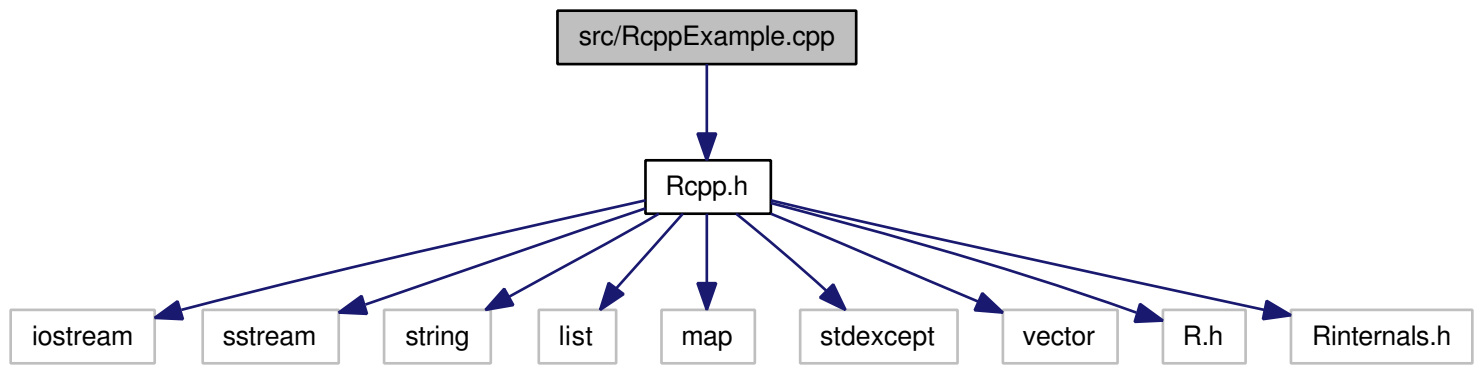 src/RcppExample.cpp
Rcpp.h
iostream
sstream
string
list
map
stdexcept
vector
R.h
Rinternals.h